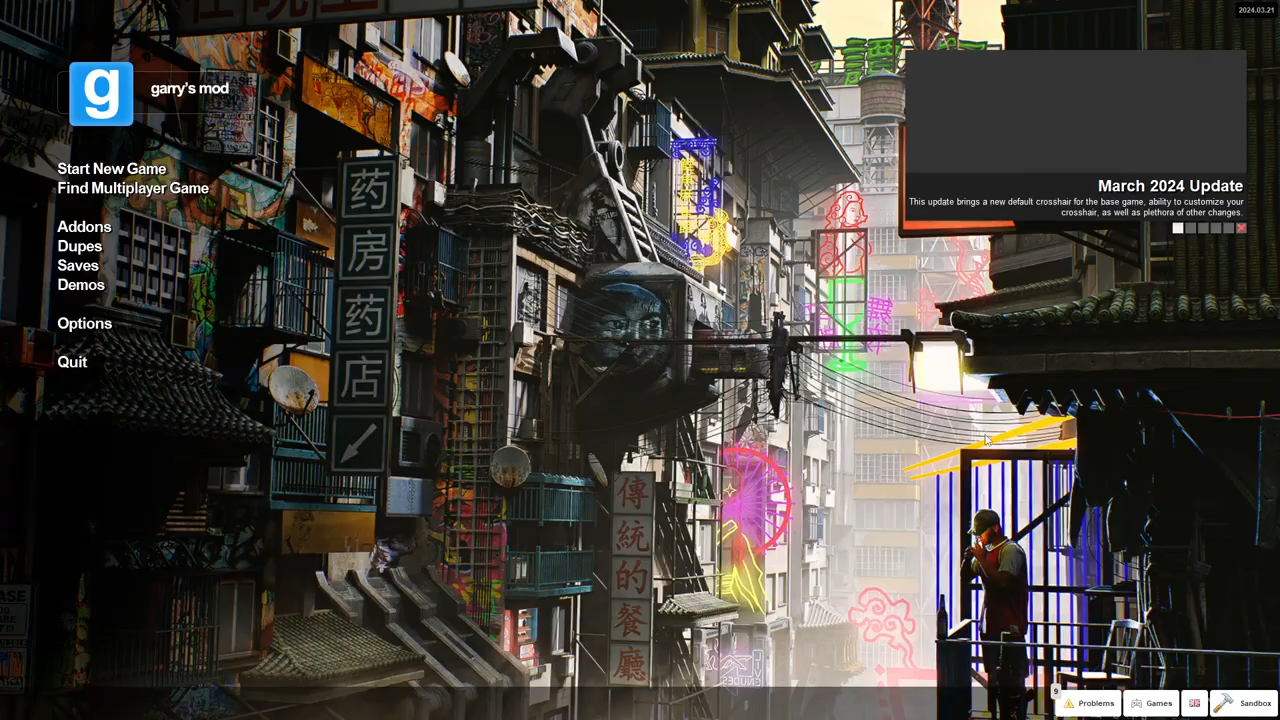 2024.03.21
g
garry's mod
Start New Game
Find Multiplayer Game
Addons
Dupes
Saves
Demos
Options
Quit
March 2024 Update
This update brings a new default crosshair for the base game, ability to customize your
crosshair, as well as plethora of other changes.
药
房
药
店
傳
統
的
餐
廳
9
Problems
Games
Sandbox